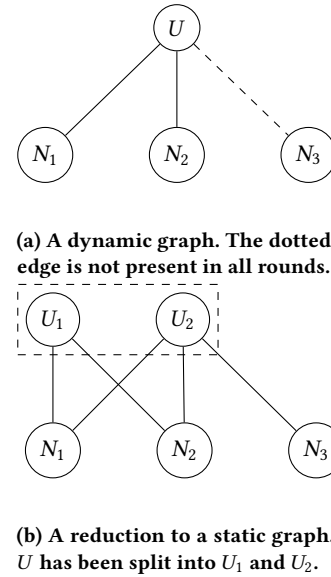 U
N1 N2 N3
(a) A dynamic graph. The dotted
edge is not present in all rounds.
U1 U2
N1 N2 N3
(b) A reduction to a static graph.
U has been split into U1 and U2.